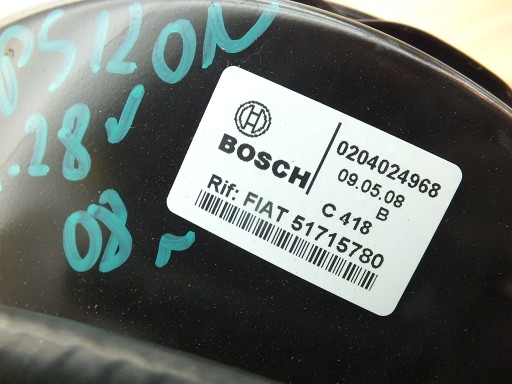 PSILON
.28
08 r
BOSCH
0204024968
09.05.08
C 418 B
Rif: FIAT 51715780